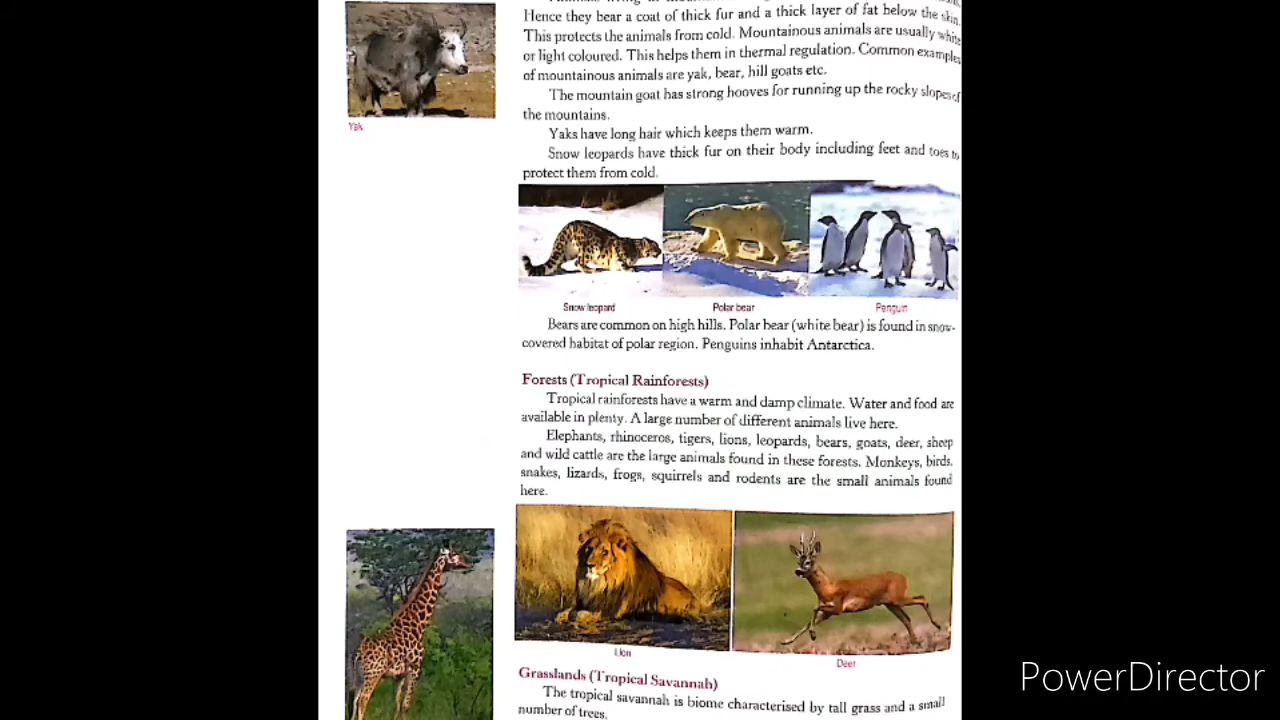 Hence they bear a coat of thick fur and a thick layer of fat below the skin.
This protects the animals from cold. Mountainous animals are usually white
or light coloured. This helps them in thermal regulation. Common examples
of mountainous animals are yak, bear, hill goats etc.
The mountain goat has strong hooves for running up the rocky slopes of
the mountains.
Yaks have long hair which keeps them warm.
Snow leopards have thick fur on their body including feet and toes to
protect them from cold.
Yak
Snow leopard
Polar bear
Penguin
Bears are common on high hills. Polar bear (white bear) is found in snow-
covered habitat of polar region. Penguins inhabit Antarctica.
Forests (Tropical Rainforests)
Tropical rainforests have a warm and damp climate. Water and food are
available in plenty. A large number of different animals live here.
Elephants, rhinoceros, tigers, lions, leopards, bears, goats, deer, sheep
and wild cattle are the large animals found in these forests. Monkeys, birds,
snakes, lizards, frogs, squirrels and rodents are the small animals found
here.
Lion
Deer
Grasslands (Tropical Savannah)
The tropical savannah is biome characterised by tall grass and a small
number of trees.
PowerDirector